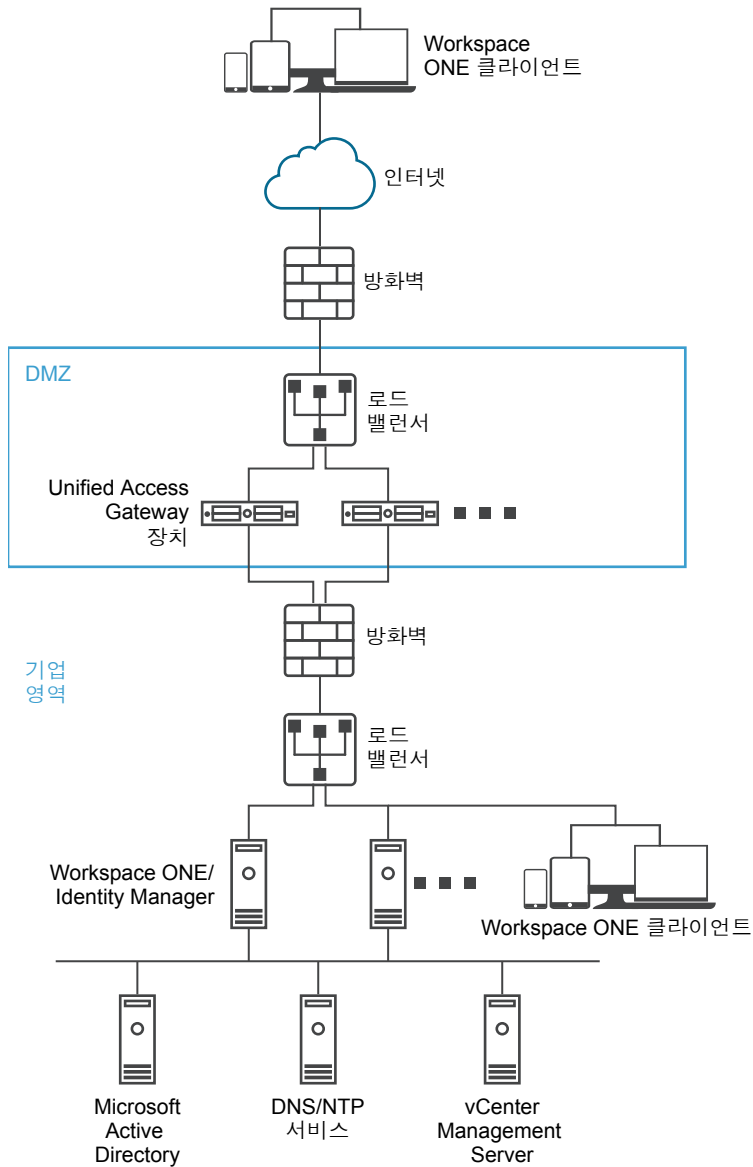 Workspace
ONE 클라이언트
인터넷
방화벽
DMZ
로드
밸런서
Unified Access
Gateway
장치
방화벽
기업
영역
로드
밸런서
Workspace ONE/
Identity Manager
Workspace ONE 클라이언트
Microsoft
Active
Directory
DNS/NTP
서비스
vCenter
Management
Server